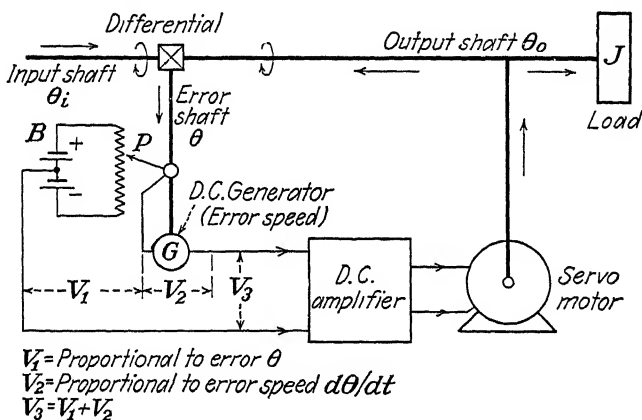 Differential
Input shaft
θi
Output shaft θo
J
Load
Error
shaft
θ
B
+
−
P
D.C. Generator
(Error speed)
G
V1
V2
V3
D.C.
amplifier
Servo
motor
V1=Proportional to error θ
V2=Proportional to error speed dθ/dt
V3=V1+V2